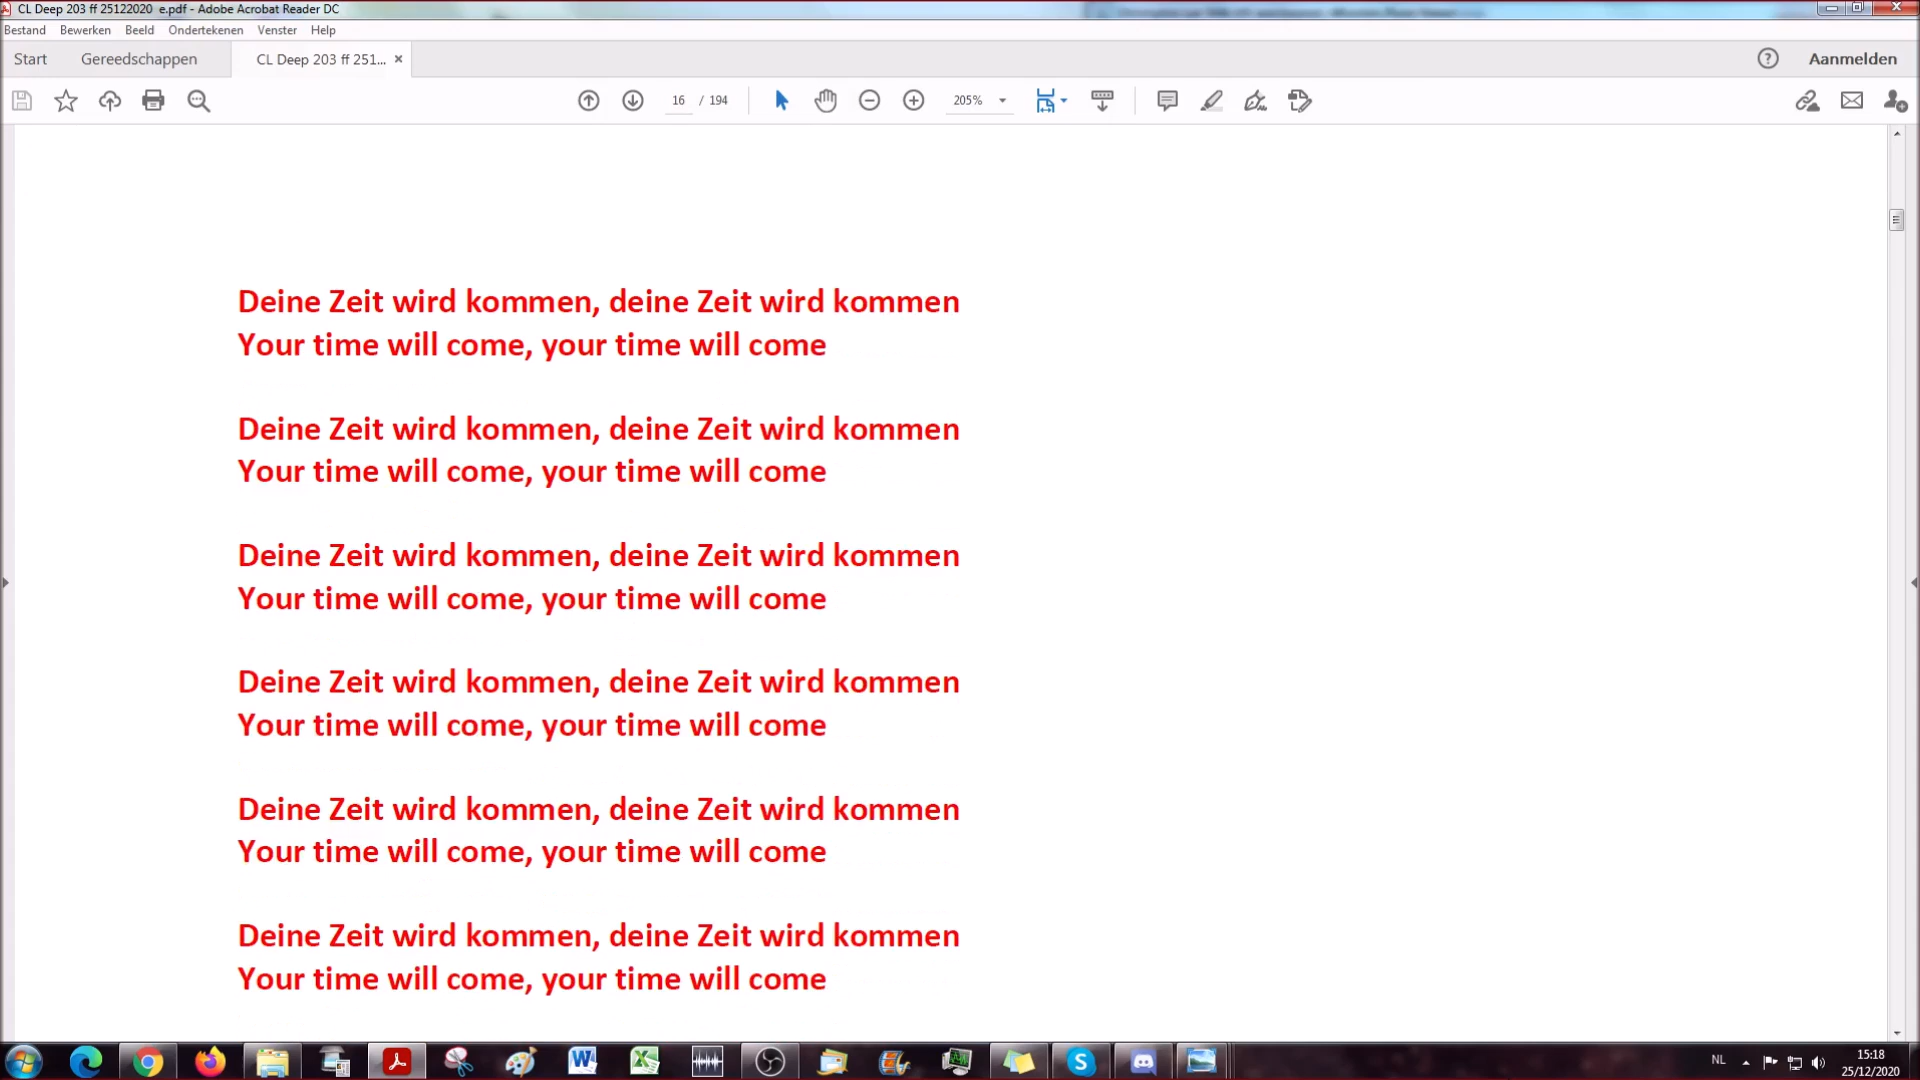 CL Deep 203 ff 25122020 e.pdf - Adobe Acrobat Reader DC
Bestand Bewerken Beeld Ondertekenen Venster Help
Start Gereedschappen CL Deep 203 ff 251... Aanmelden
16 / 194 205%
Deine Zeit wird kommen, deine Zeit wird kommen
Your time will come, your time will come
Deine Zeit wird kommen, deine Zeit wird kommen
Your time will come, your time will come
Deine Zeit wird kommen, deine Zeit wird kommen
Your time will come, your time will come
Deine Zeit wird kommen, deine Zeit wird kommen
Your time will come, your time will come
Deine Zeit wird kommen, deine Zeit wird kommen
Your time will come, your time will come
Deine Zeit wird kommen, deine Zeit wird kommen
Your time will come, your time will come
NL 15:18
25/12/2020